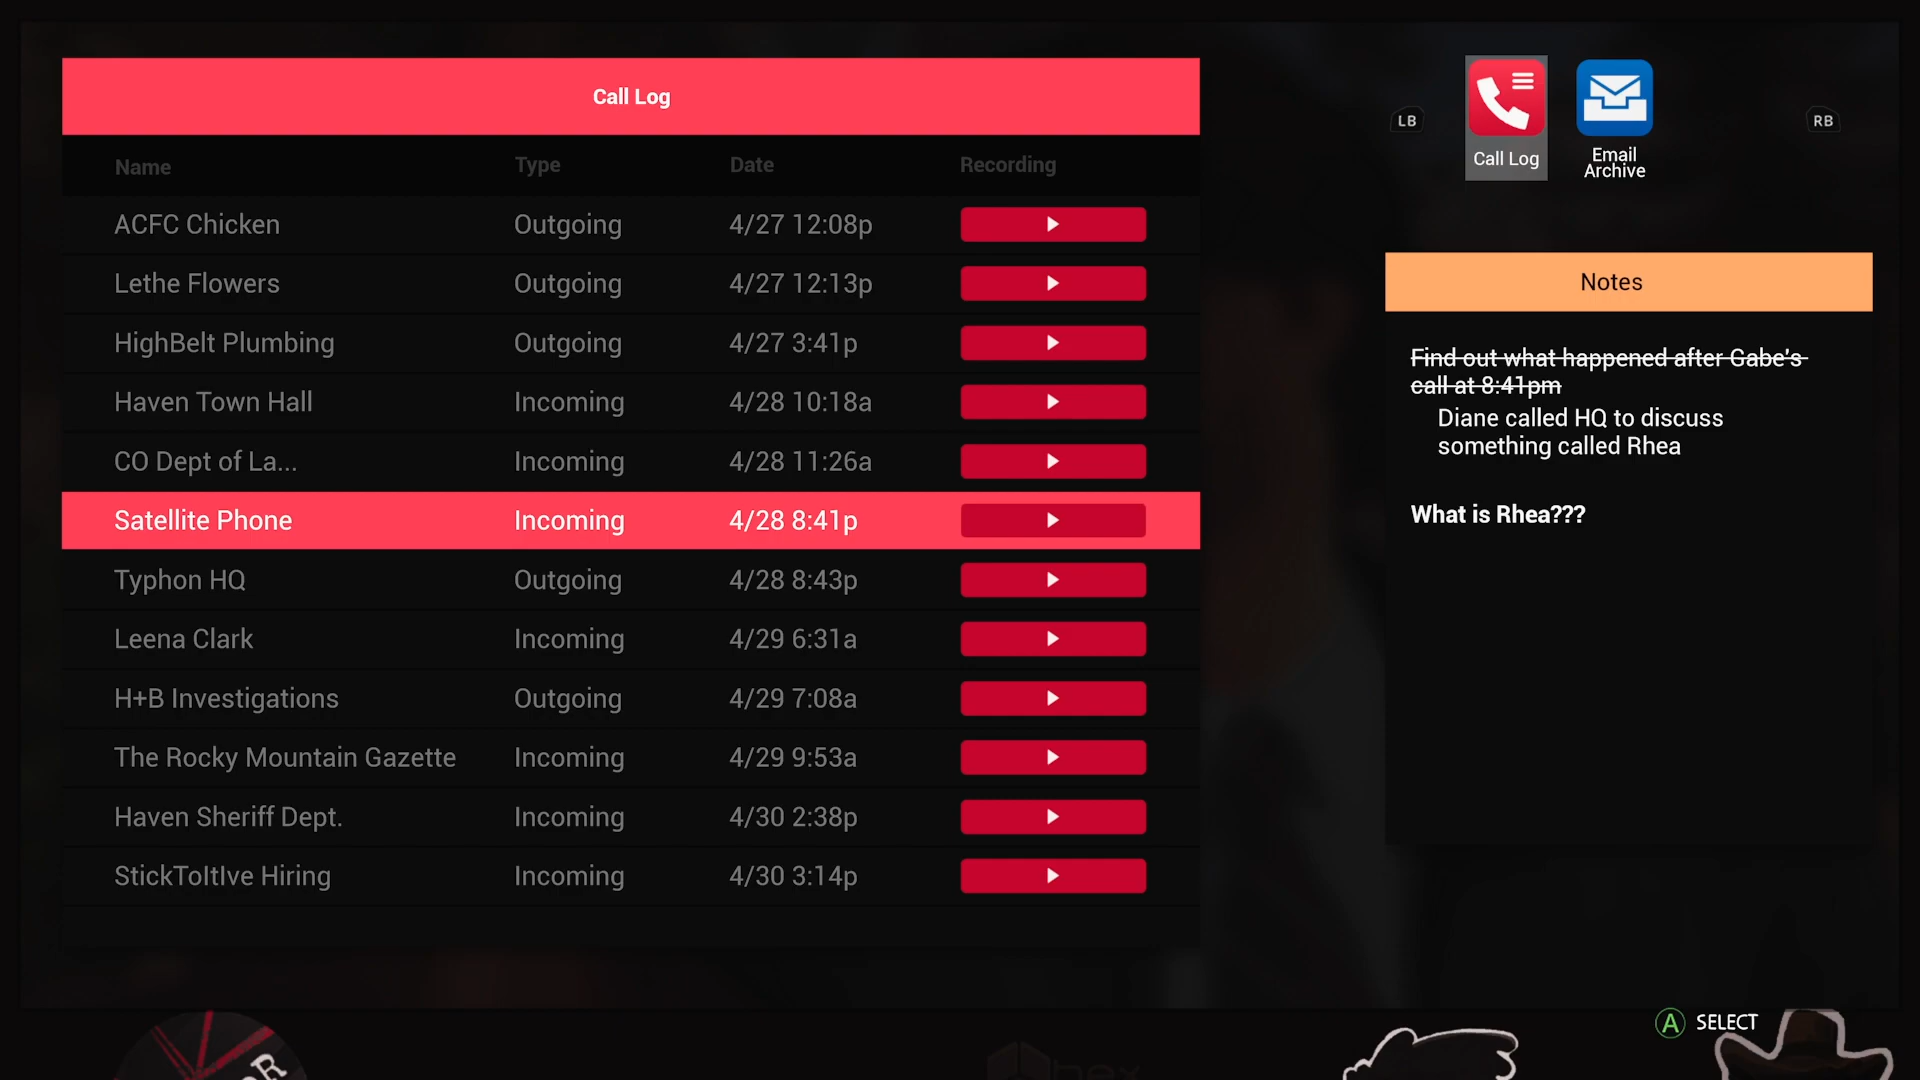 Call Log
Name Type Date Recording
ACFC Chicken Outgoing 4/27 12:08p
Lethe Flowers Outgoing 4/27 12:13p
HighBelt Plumbing Outgoing 4/27 3:41p
Haven Town Hall Incoming 4/28 10:18a
CO Dept of La... Incoming 4/28 11:26a
Satellite Phone Incoming 4/28 8:41p
Typhon HQ Outgoing 4/28 8:43p
Leena Clark Incoming 4/29 6:31a
H+B Investigations Outgoing 4/29 7:08a
The Rocky Mountain Gazette Incoming 4/29 9:53a
Haven Sheriff Dept. Incoming 4/30 2:38p
StickToItIve Hiring Incoming 4/30 3:14p
LB
Call Log
Email
Archive
RB
Notes
Find out what happened after Gabe's
call at 8:41pm
Diane called HQ to discuss
something called Rhea
What is Rhea???
A SELECT